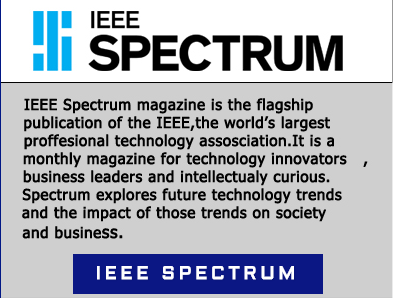 IEEE
SPECTRUM
IEEE Spectrum magazine is the flagship
publication of the IEEE,the world's largest
proffesional technology assosciation.It is a
monthly magazine for technology innovators ,
business leaders and intellectualy curious.
Spectrum explores future technology trends
and the impact of those trends on society
and business.
IEEE SPECTRUM